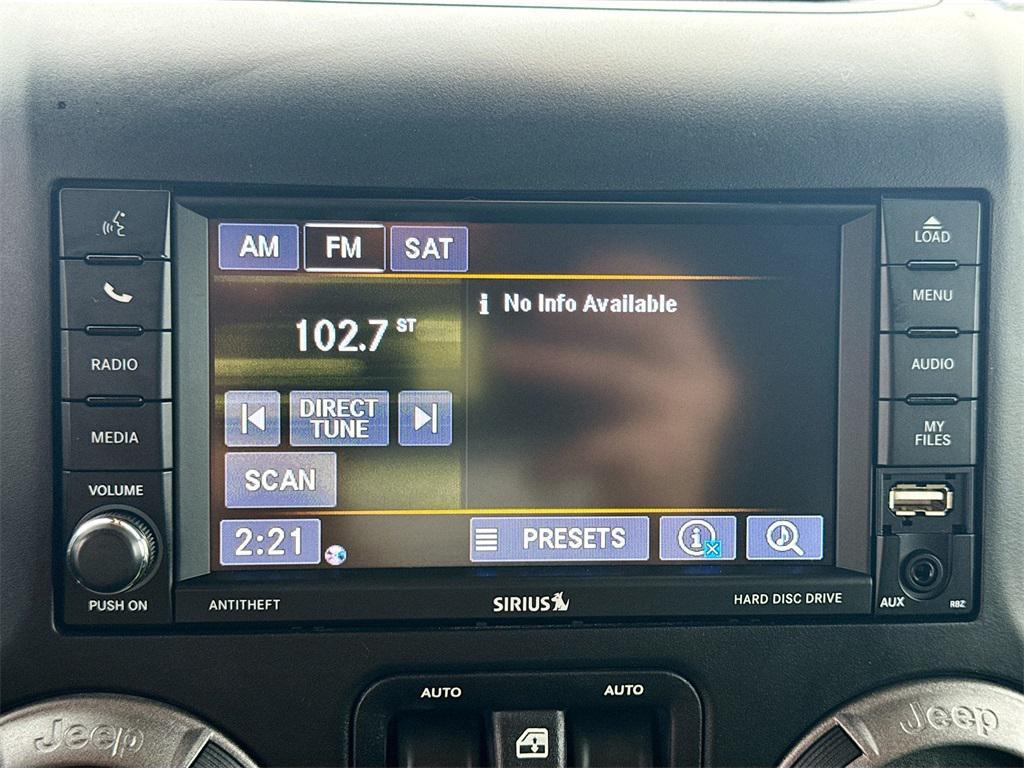 AM FM SAT
LOAD
i No Info Available
MENU
102.7 ST
RADIO
AUDIO
DIRECT
TUNE
MEDIA
MY
FILES
SCAN
VOLUME
2:21
PRESETS
i
PUSH ON
ANTITHEFT
SIRIUS
HARD DISC DRIVE
AUX
RBZ
AUTO
AUTO
Jeep
Jeep